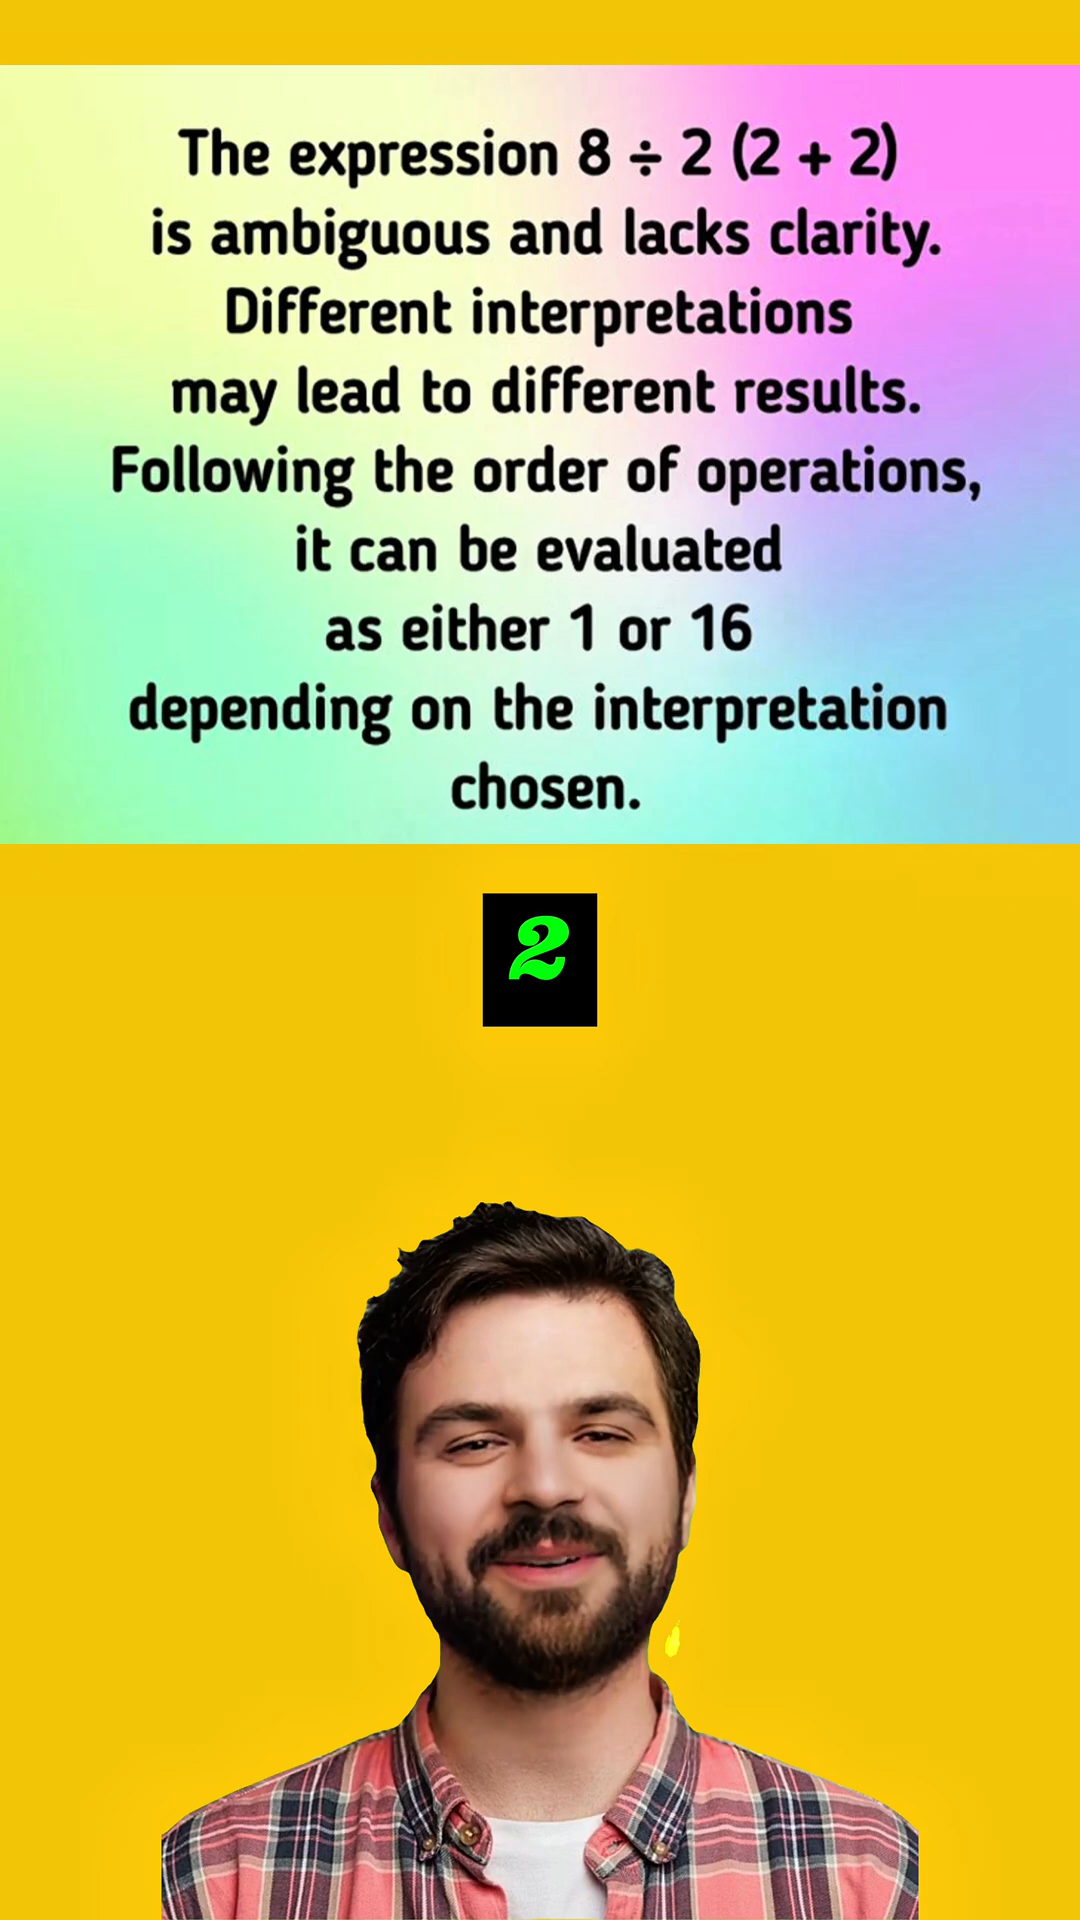 The expression 8 ÷ 2 (2 + 2)
is ambiguous and lacks clarity.
Different interpretations
may lead to different results.
Following the order of operations,
it can be evaluated
as either 1 or 16
depending on the interpretation
chosen.
2